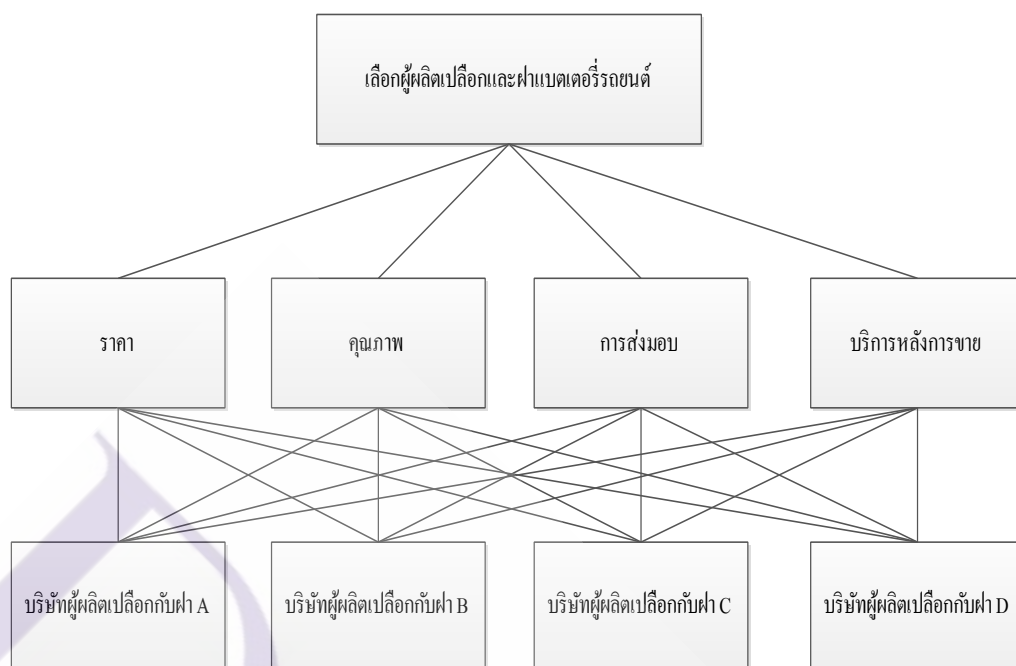 เลือกผู้ผลิตเปลือกและฝาแบตเตอรี่รถยนต์
ราคา
คุณภาพ
การส่งมอบ
บริการหลังการขาย
บริษัทผู้ผลิตเปลือกกับฝา A
บริษัทผู้ผลิตเปลือกกับฝา B
บริษัทผู้ผลิตเปลือกกับฝา C
บริษัทผู้ผลิตเปลือกกับฝา D